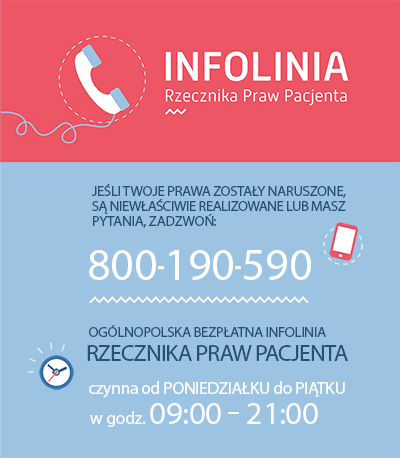 INFOLINIA
Rzecznika Praw Pacjenta
JEŚLI TWOJE PRAWA ZOSTAŁY NARUSZONE,
SĄ NIEWŁAŚCIWIE REALIZOWANE LUB MASZ
PYTANIA, ZADZWOŃ:
800-190-590
OGÓLNOPOLSKA BEZPŁATNA INFOLINIA
RZECZNIKA PRAW PACJENTA
czynna od PONIEDZIAŁKU do PIĄTKU
w godz. 09:00 – 21:00